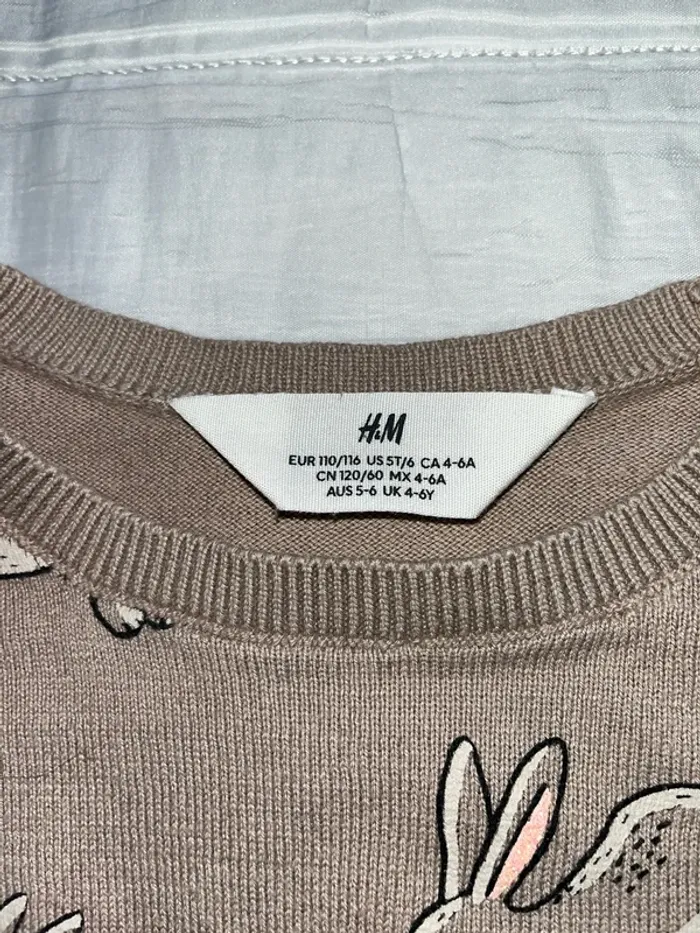 H&M
EUR 110/116 US 5T/6 CA 4-6A
CN 120/60 MX 4-6A
AUS 5-6 UK 4-6Y